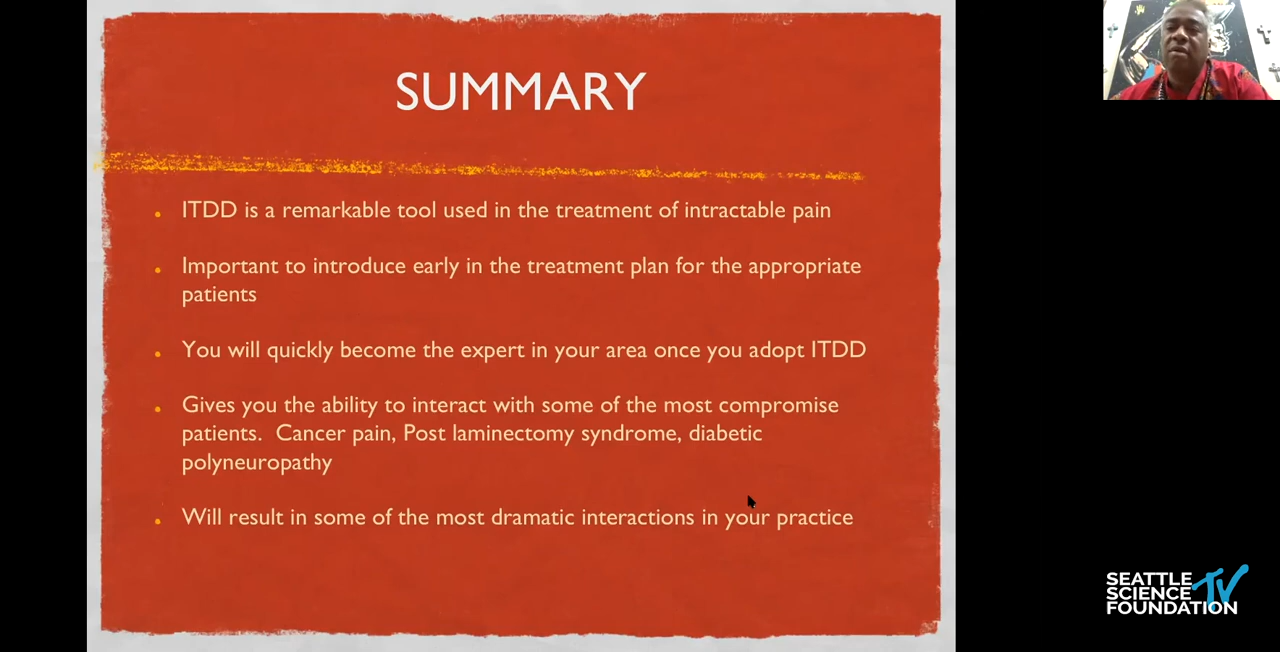 SUMMARY
ITDD is a remarkable tool used in the treatment of intractable pain
Important to introduce early in the treatment plan for the appropriate
patients
You will quickly become the expert in your area once you adopt ITDD
Gives you the ability to interact with some of the most compromise
patients.  Cancer pain, Post laminectomy syndrome, diabetic
polyneuropathy
Will result in some of the most dramatic interactions in your practice
SEATTLE
SCIENCE TV
FOUNDATION